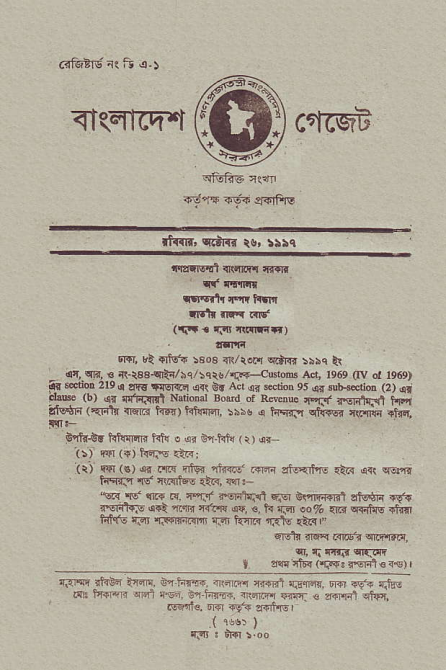 রেজিষ্টার্ড নং ডি এ-১
বাংলাদেশ
গণপ্রজাতন্ত্রী বাংলাদেশ
সরকার
গেজেট
অতিরিক্ত সংখ্যা
কর্তৃপক্ষ কর্তৃক প্রকাশিত
রবিবার, অক্টোবর ২৬, ১৯৯৭
গণপ্রজাতন্ত্রী বাংলাদেশ সরকার
অর্থ মন্ত্রণালয়
অভ্যন্তরীণ সম্পদ বিভাগ
জাতীয় রাজস্ব বোর্ড
(শুল্ক ও মূল্য সংযোজন কর)
প্রজ্ঞাপন
ঢাকা, ৮ই কার্তিক ১৪০৪ বাং/২৩শে অক্টোবর ১৯৯৭ ইং
এস, আর, ও নং-২৪৪-আইন/৯৭/১৭২৬/শুল্ক—Customs Act, 1969 (IV of 1969)
এর section 219 এ প্রদত্ত ক্ষমতাবলে এবং উক্ত Act এর section 95 এর sub-section (2) এর
clause (b) এর মর্মানুযায়ী National Board of Revenue সম্পূর্ণ রপ্তানীমুখী শিল্প
প্রতিষ্ঠান (স্থানীয় বাজারে বিক্রয়) বিধিমালা, ১৯৯৬ এ নিম্নরূপ অধিকতর সংশোধন করিল,
যথা:—
উপরি-উক্ত বিধিমালার বিধি ৩ এর উপ-বিধি (২) এর—
(১) দফা (ক) বিলুপ্ত হইবে;
(২) দফা (ঙ) এর শেষে দাড়ির পরিবর্তে কোলন প্রতিস্থাপিত হইবে এবং অতঃপর
নিম্নরূপ শর্ত সংযোজিত হইবে, যথা:—
“তবে শর্ত থাকে যে, সম্পূর্ণ রপ্তানীমুখী জুতা উৎপাদনকারী প্রতিষ্ঠান কর্তৃক
রপ্তানীকৃত একই পণ্যের সর্বশেষ এফ, ও, বি মূল্য ৩০% হারে অবনমিত করিয়া
নির্ণিত মূল্য শুল্কায়নযোগ্য মূল্য হিসাবে গৃহীত হইবে।”
জাতীয় রাজস্ব বোর্ডের আদেশক্রমে,
আ, মু মসরুর আহমেদ
প্রথম সচিব (শুল্ক: রপ্তানী ও বন্ড)।
মুহাম্মদ রবিউল ইসলাম, উপ-নিয়ন্ত্রক, বাংলাদেশ সরকারী মুদ্রণালয়, ঢাকা কর্তৃক মুদ্রিত
মোঃ সিকান্দার আলী মন্ডল, উপ-নিয়ন্ত্রক, বাংলাদেশ ফরমস্ ও প্রকাশনী অফিস,
তেজগাঁও, ঢাকা কর্তৃক প্রকাশিত।
( ৭৬৬১ )
মূল্য : টাকা ১·০০